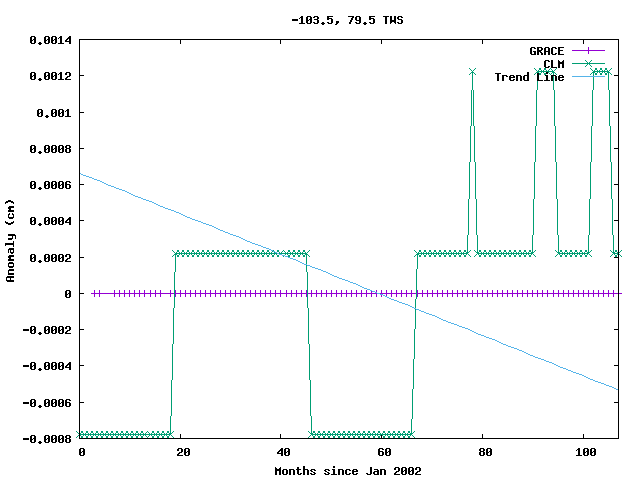 -103.5, 79.5 TWS
0.0014
0.0012
0.001
0.0008
0.0006
0.0004
0.0002
0
-0.0002
-0.0004
-0.0006
-0.0008
Anomaly (cm)
GRACE
CLM
Trend Line
0 20 40 60 80 100
Months since Jan 2002